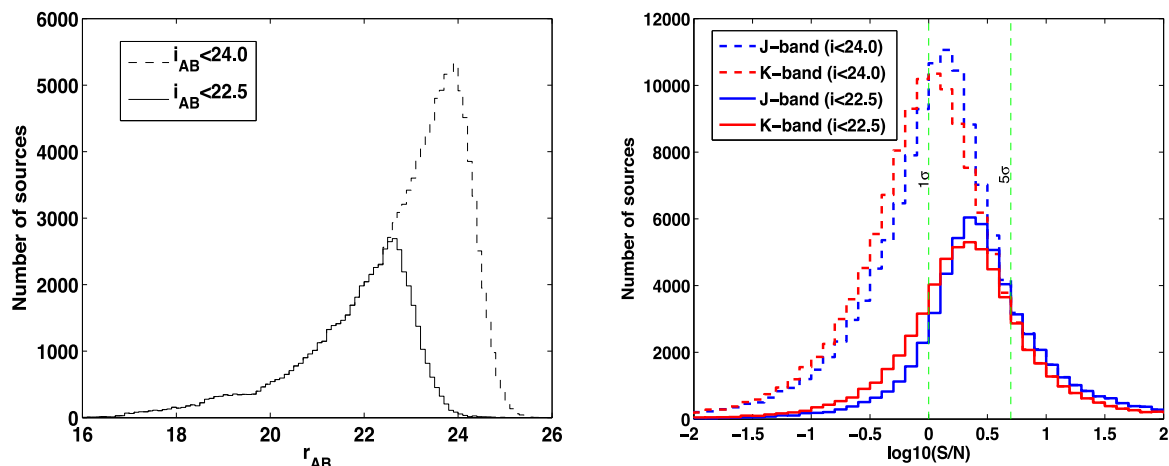 6000
5000
4000
3000
2000
1000
0
Number of sources
i_AB<24.0
i_AB<22.5
16 18 20 22 24 26
r_AB
12000
10000
8000
6000
4000
2000
0
Number of sources
J−band (i<24.0)
K−band (i<24.0)
J−band (i<22.5)
K−band (i<22.5)
1σ
5σ
−2 −1.5 −1 −0.5 0 0.5 1 1.5 2
log10(S/N)